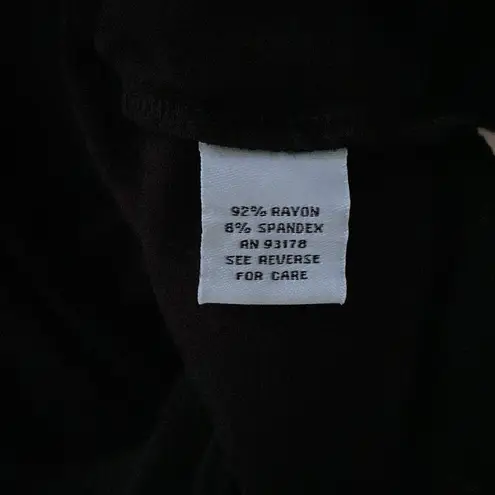 92% RAYON
8% SPANDEX
RN 93178
SEE REVERSE
FOR CARE